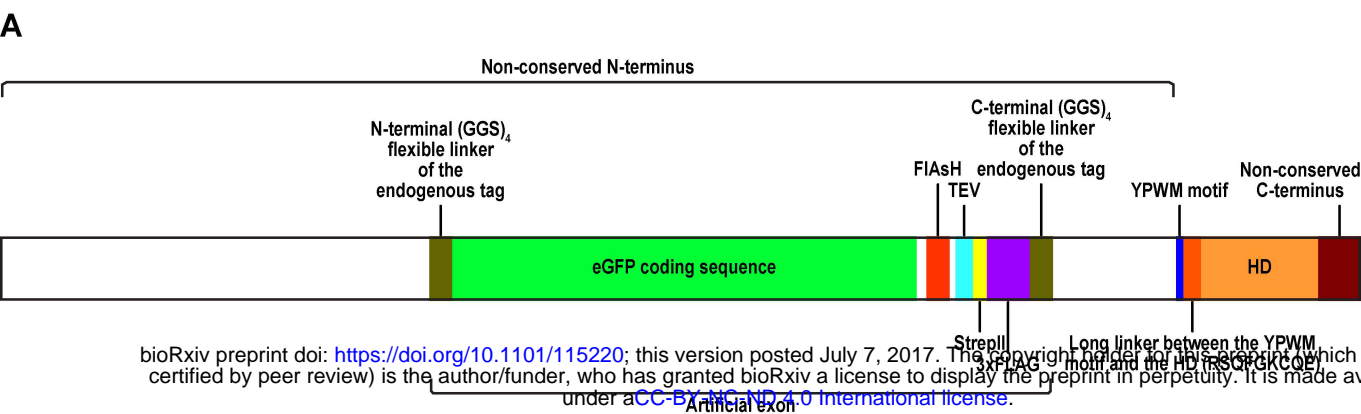 A
Non-conserved N-terminus
N-terminal (GGS)4
flexible linker
of the
endogenous tag
C-terminal (GGS)4
flexible linker
of the
endogenous tag
FlAsH
TEV
YPWM motif
Non-conserved
C-terminus
eGFP coding sequence
HD
StrepII
3xFLAG
Long linker between the YPWM
motif and the HD (RSQFGKCQE)
Artificial exon
bioRxiv preprint doi: https://doi.org/10.1101/115220; this version posted July 7, 2017. The copyright holder for this preprint (which
certified by peer review) is the author/funder, who has granted bioRxiv a license to display the preprint in perpetuity. It is made
under aCC-BY-NC-ND 4.0 International license.